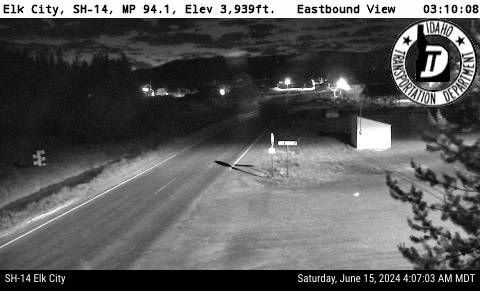 Elk City, SH-14, MP 94.1, Elev 3,939ft. Eastbound View 03:10:08
IDAHO
TRANSPORTATION DEPARTMENT
SH-14 Elk City Saturday, June 15, 2024 4:07:03 AM MDT